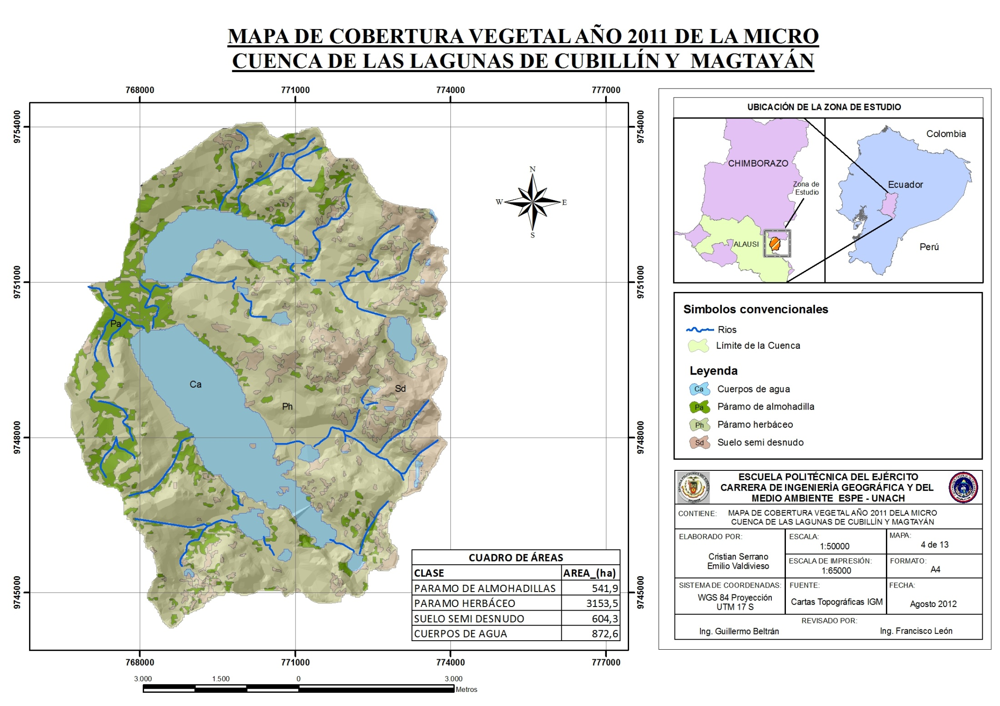 MAPA DE COBERTURA VEGETAL AÑO 2011 DE LA MICRO
CUENCA DE LAS LAGUNAS DE CUBILLÍN Y MAGTAYÁN
768000
771000
774000
777000
9754000
9754000
9751000
9751000
9748000
9748000
9745000
9745000
N
W
E
S
Pa
Ca
Ph
Sd
CUADRO DE ÁREAS
CLASE AREA_(ha)
PARAMO DE ALMOHADILLAS 541,9
PARAMO HERBÁCEO 3153,5
SUELO SEMI DESNUDO 604,3
CUERPOS DE AGUA 872,6
768000
771000
774000
777000
3.000 1.500 0 3.000
Metros
UBICACIÓN DE LA ZONA DE ESTUDIO
CHIMBORAZO
Zona de
Estudio
ALAUSI
Colombia
Ecuador
Perú
Simbolos convencionales
Rios
Límite de la Cuenca
Leyenda
Ca Cuerpos de agua
Pa Páramo de almohadilla
Ph Páramo herbáceo
Sd Suelo semi desnudo
ESCUELA POLITÉCNICA DEL EJÉRCITO
CARRERA DE INGENIERÍA GEOGRÁFICA Y DEL
MEDIO AMBIENTE ESPE - UNACH
CONTIENE: MAPA DE COBERTURA VEGETAL AÑO 2011 DELA MICRO
CUENCA DE LAS LAGUNAS DE CUBILLÍN Y MAGTAYÁN
ELABORADO POR:
Cristian Serrano
Emilio Valdivieso
ESCALA:
1:50000
MAPA:
4 de 13
ESCALA DE IMPRESIÓN:
1:65000
FORMATO:
A4
SISTEMA DE COORDENADAS:
WGS 84 Proyección
UTM 17 S
FUENTE:
Cartas Topográficas IGM
FECHA:
Agosto 2012
REVISADO POR:
Ing. Guillermo Beltrán
Ing. Francisco León